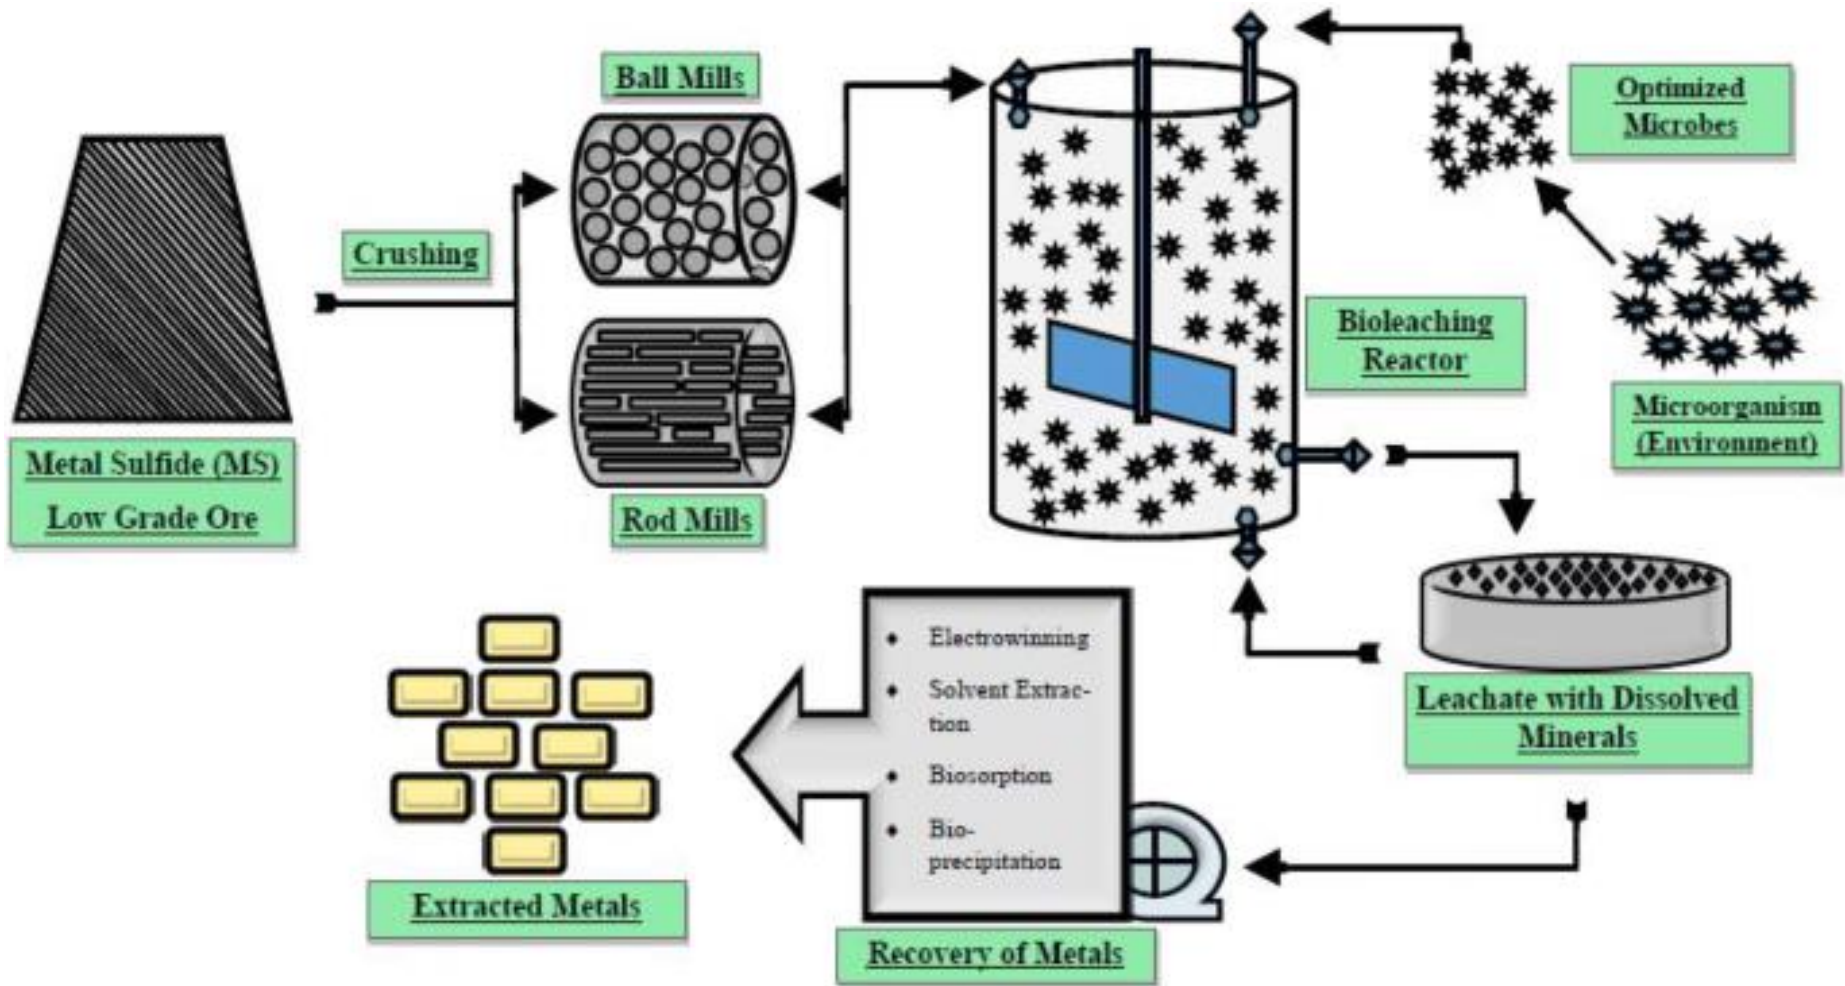 Metal Sulfide (MS)
Low Grade Ore
Crushing
Ball Mills
Rod Mills
Optimized
Microbes
Microorganism
(Environment)
Bioleaching
Reactor
Leachate with Dissolved
Minerals
Electrowinning
Solvent Extrac-
tion
Biosorption
Bio-
precipitation
Recovery of Metals
Extracted Metals